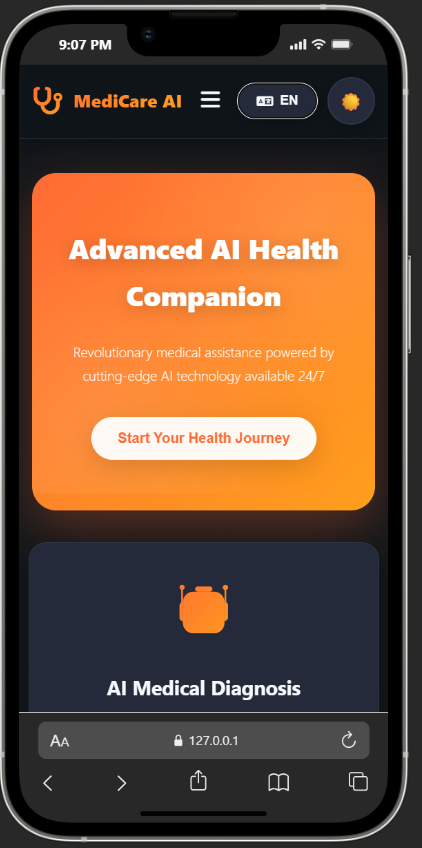 9:07 PM
MediCare AI
EN
Advanced AI Health
Companion
Revolutionary medical assistance powered by
cutting-edge AI technology available 24/7
Start Your Health Journey
AI Medical Diagnosis
AA
127.0.0.1